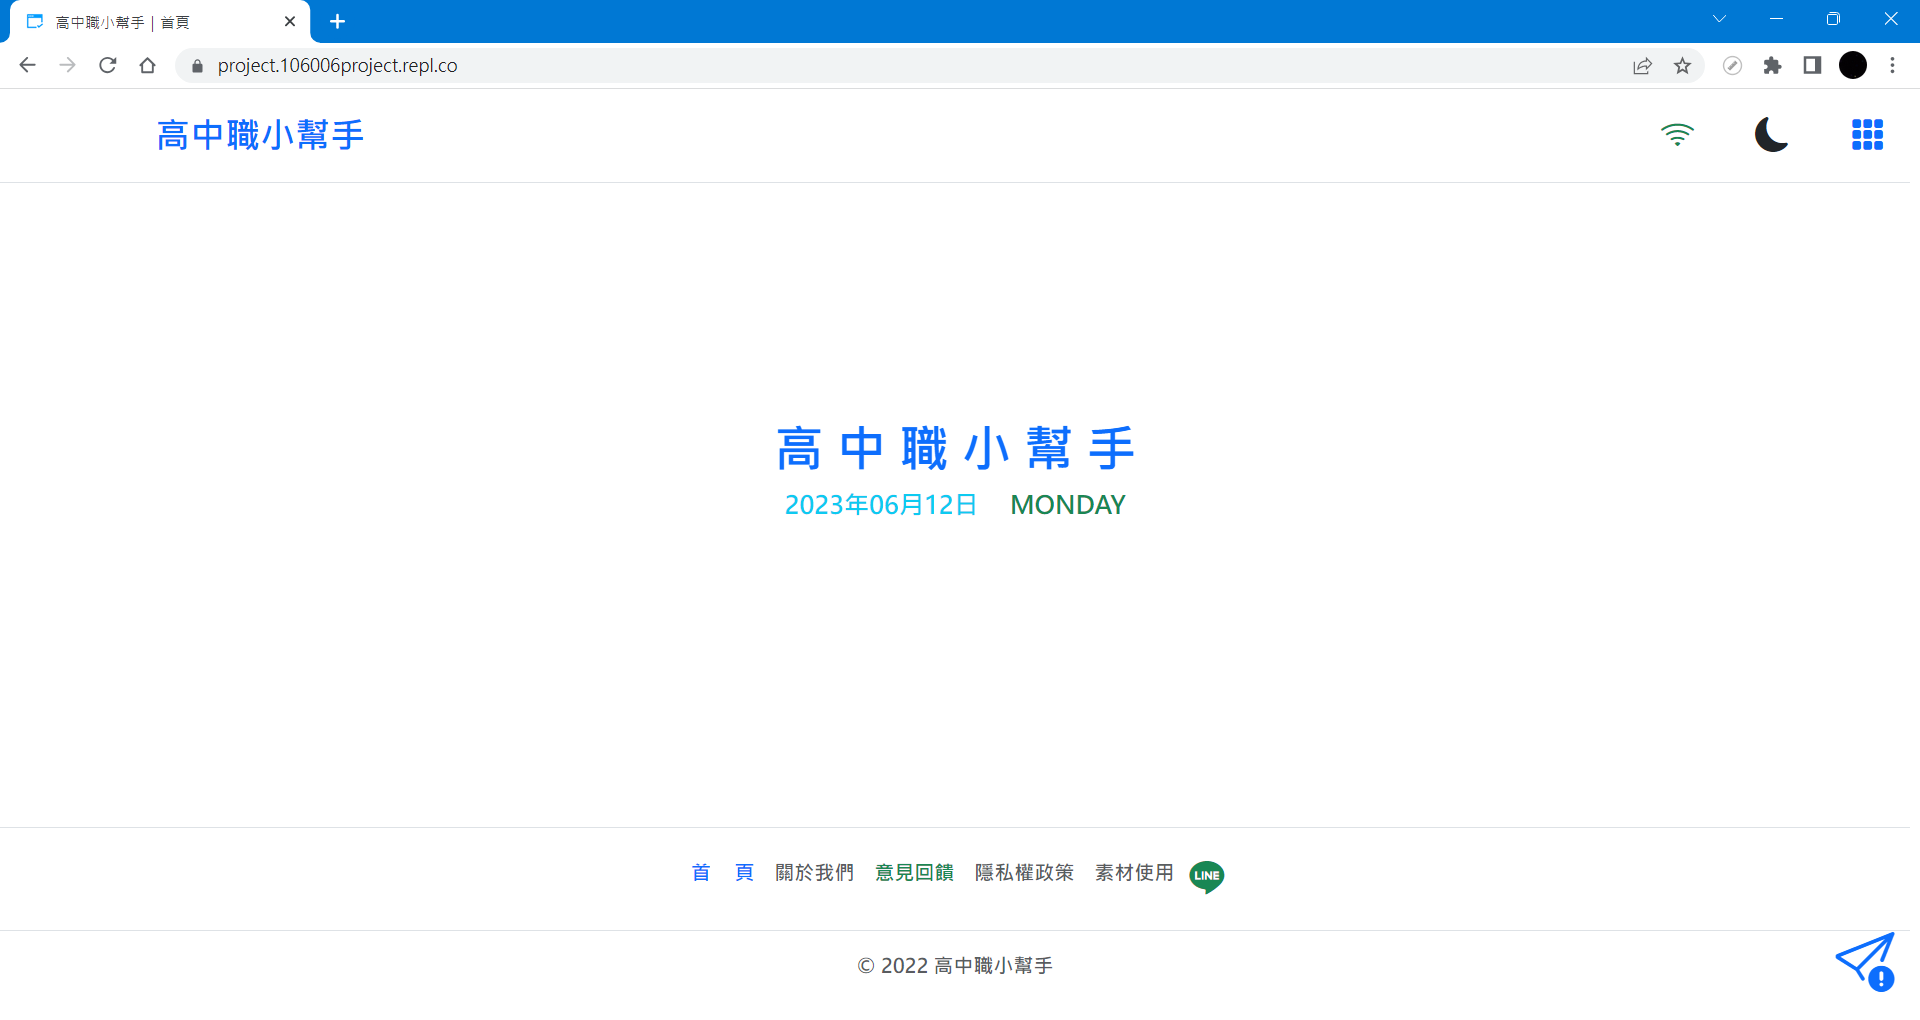 高中職小幫手 | 首頁
project.106006project.repl.co
高中職小幫手
高中職小幫手
2023年06月12日 MONDAY
首 頁 關於我們 意見回饋 隱私權政策 素材使用 LINE
© 2022 高中職小幫手